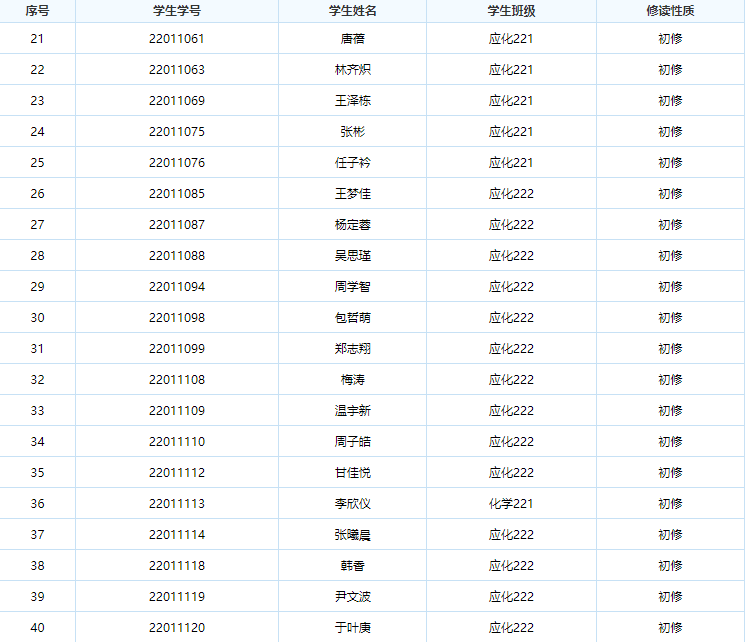 序号 学生学号 学生姓名 学生班级 修读性质
21 22011061 唐蓓 应化221 初修
22 22011063 林齐炽 应化221 初修
23 22011069 王泽栋 应化221 初修
24 22011075 张彬 应化221 初修
25 22011076 任子衿 应化221 初修
26 22011085 王梦佳 应化222 初修
27 22011087 杨定蓉 应化222 初修
28 22011088 吴思瑾 应化222 初修
29 22011094 周学智 应化222 初修
30 22011098 包哲萌 应化222 初修
31 22011099 郑志翔 应化222 初修
32 22011108 梅涛 应化222 初修
33 22011109 温宇新 应化222 初修
34 22011110 周子皓 应化222 初修
35 22011112 甘佳悦 应化222 初修
36 22011113 李欣仪 化学221 初修
37 22011114 张曦晨 应化222 初修
38 22011118 韩香 应化222 初修
39 22011119 尹文波 应化222 初修
40 22011120 于叶庚 应化222 初修